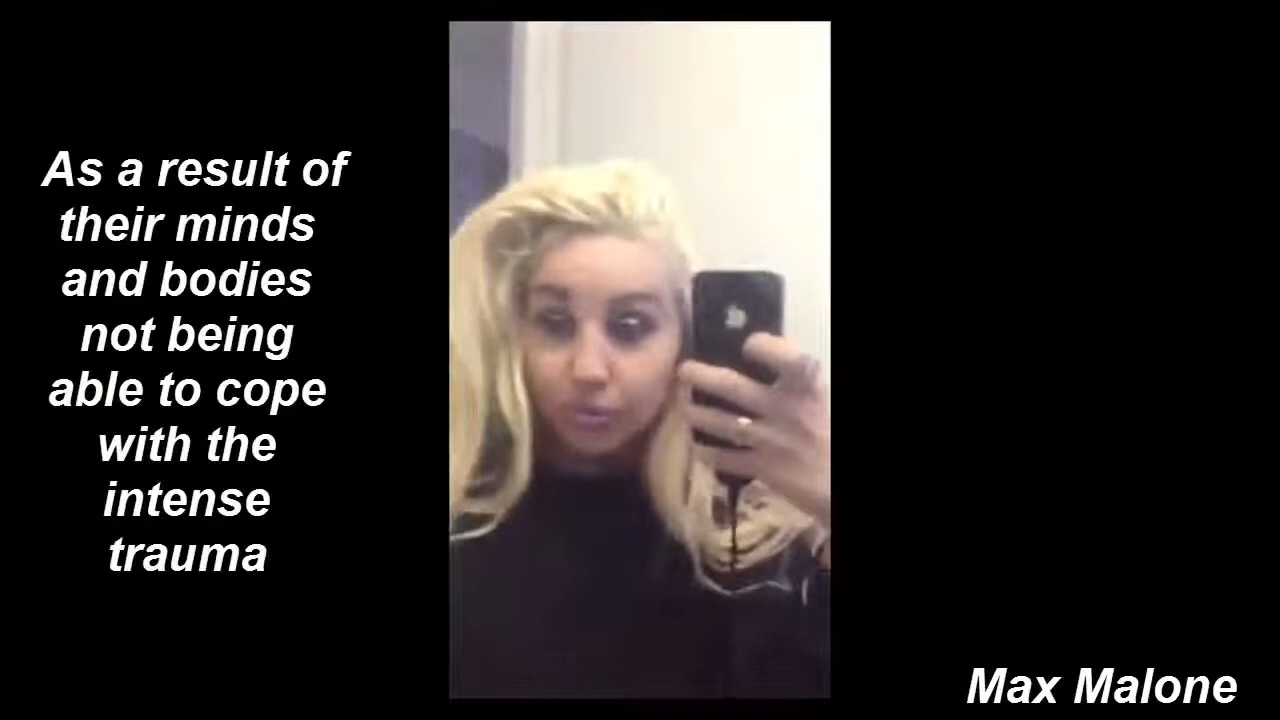 As a result of
their minds
and bodies
not being
able to cope
with the
intense
trauma
Max Malone